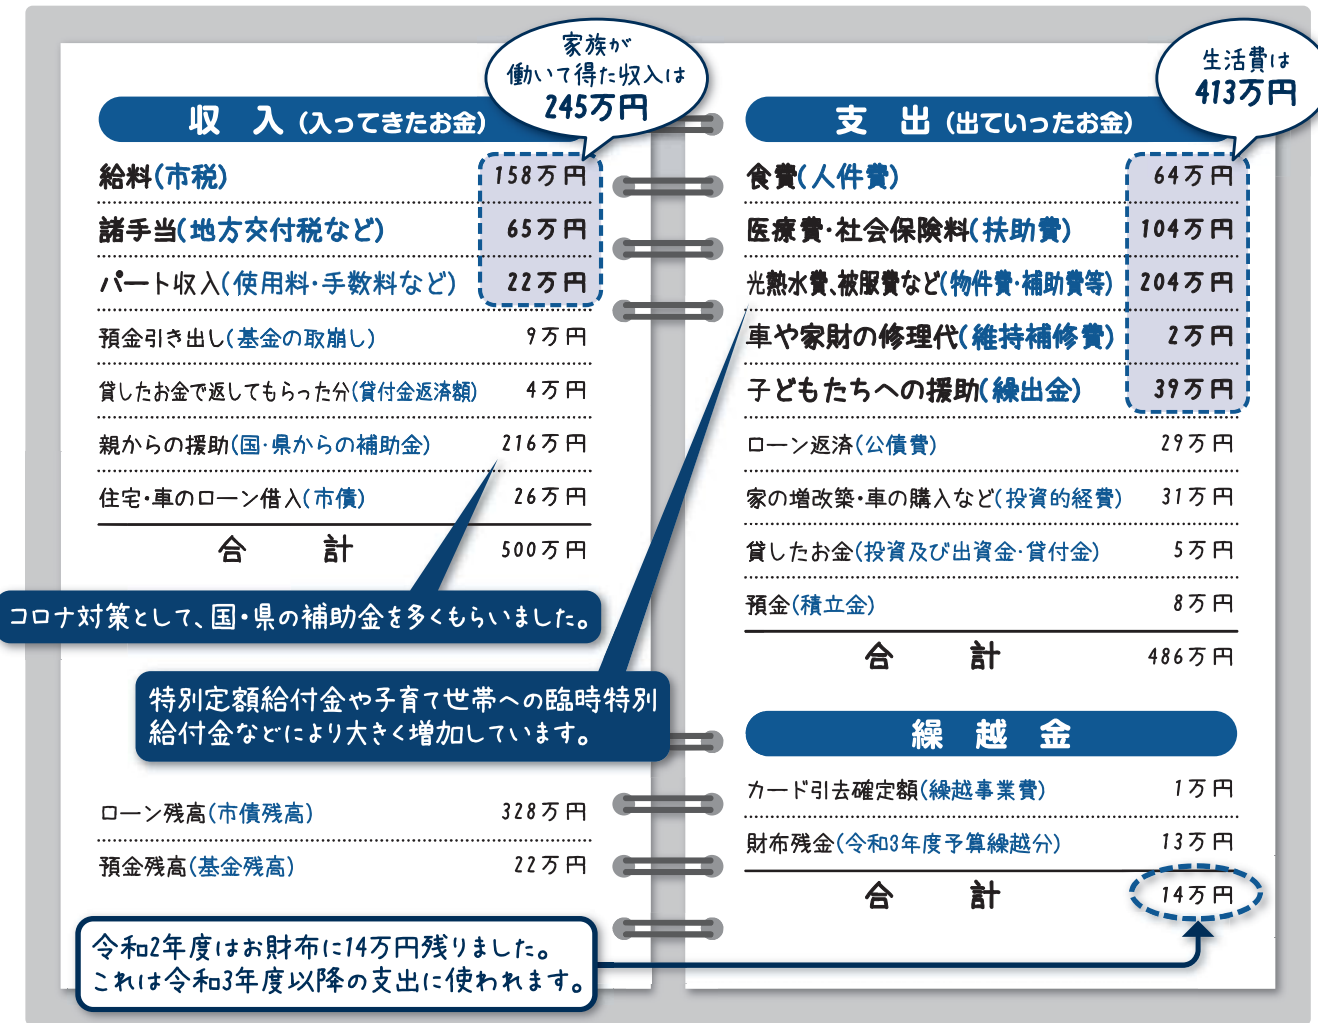 家族が
働いて得た収入は
245万円
収 入(入ってきたお金)
給料(市税) 158万円
諸手当(地方交付税など) 65万円
パート収入(使用料・手数料など) 22万円
預金引き出し(基金の取崩し) 9万円
貸したお金で返してもらった分(貸付金返済額) 4万円
親からの援助(国・県からの補助金) 216万円
住宅・車のローン借入(市債) 26万円
合 計 500万円
コロナ対策として、国・県の補助金を多くもらいました。
特別定額給付金や子育て世帯への臨時特別
給付金などにより大きく増加しています。
ローン残高(市債残高) 328万円
預金残高(基金残高) 22万円
令和2年度はお財布に14万円残りました。
これは令和3年度以降の支出に使われます。
生活費は
413万円
支 出(出ていったお金)
食費(人件費) 64万円
医療費・社会保険料(扶助費) 104万円
光熱水費、被服費など(物件費・補助費等) 204万円
車や家財の修理代(維持補修費) 2万円
子どもたちへの援助(繰出金) 39万円
ローン返済(公債費) 29万円
家の増改築・車の購入など(投資的経費) 31万円
貸したお金(投資及び出資金・貸付金) 5万円
預金(積立金) 8万円
合 計 486万円
繰 越 金
カード引去確定額(繰越事業費) 1万円
財布残金(令和3年度予算繰越分) 13万円
合 計 14万円